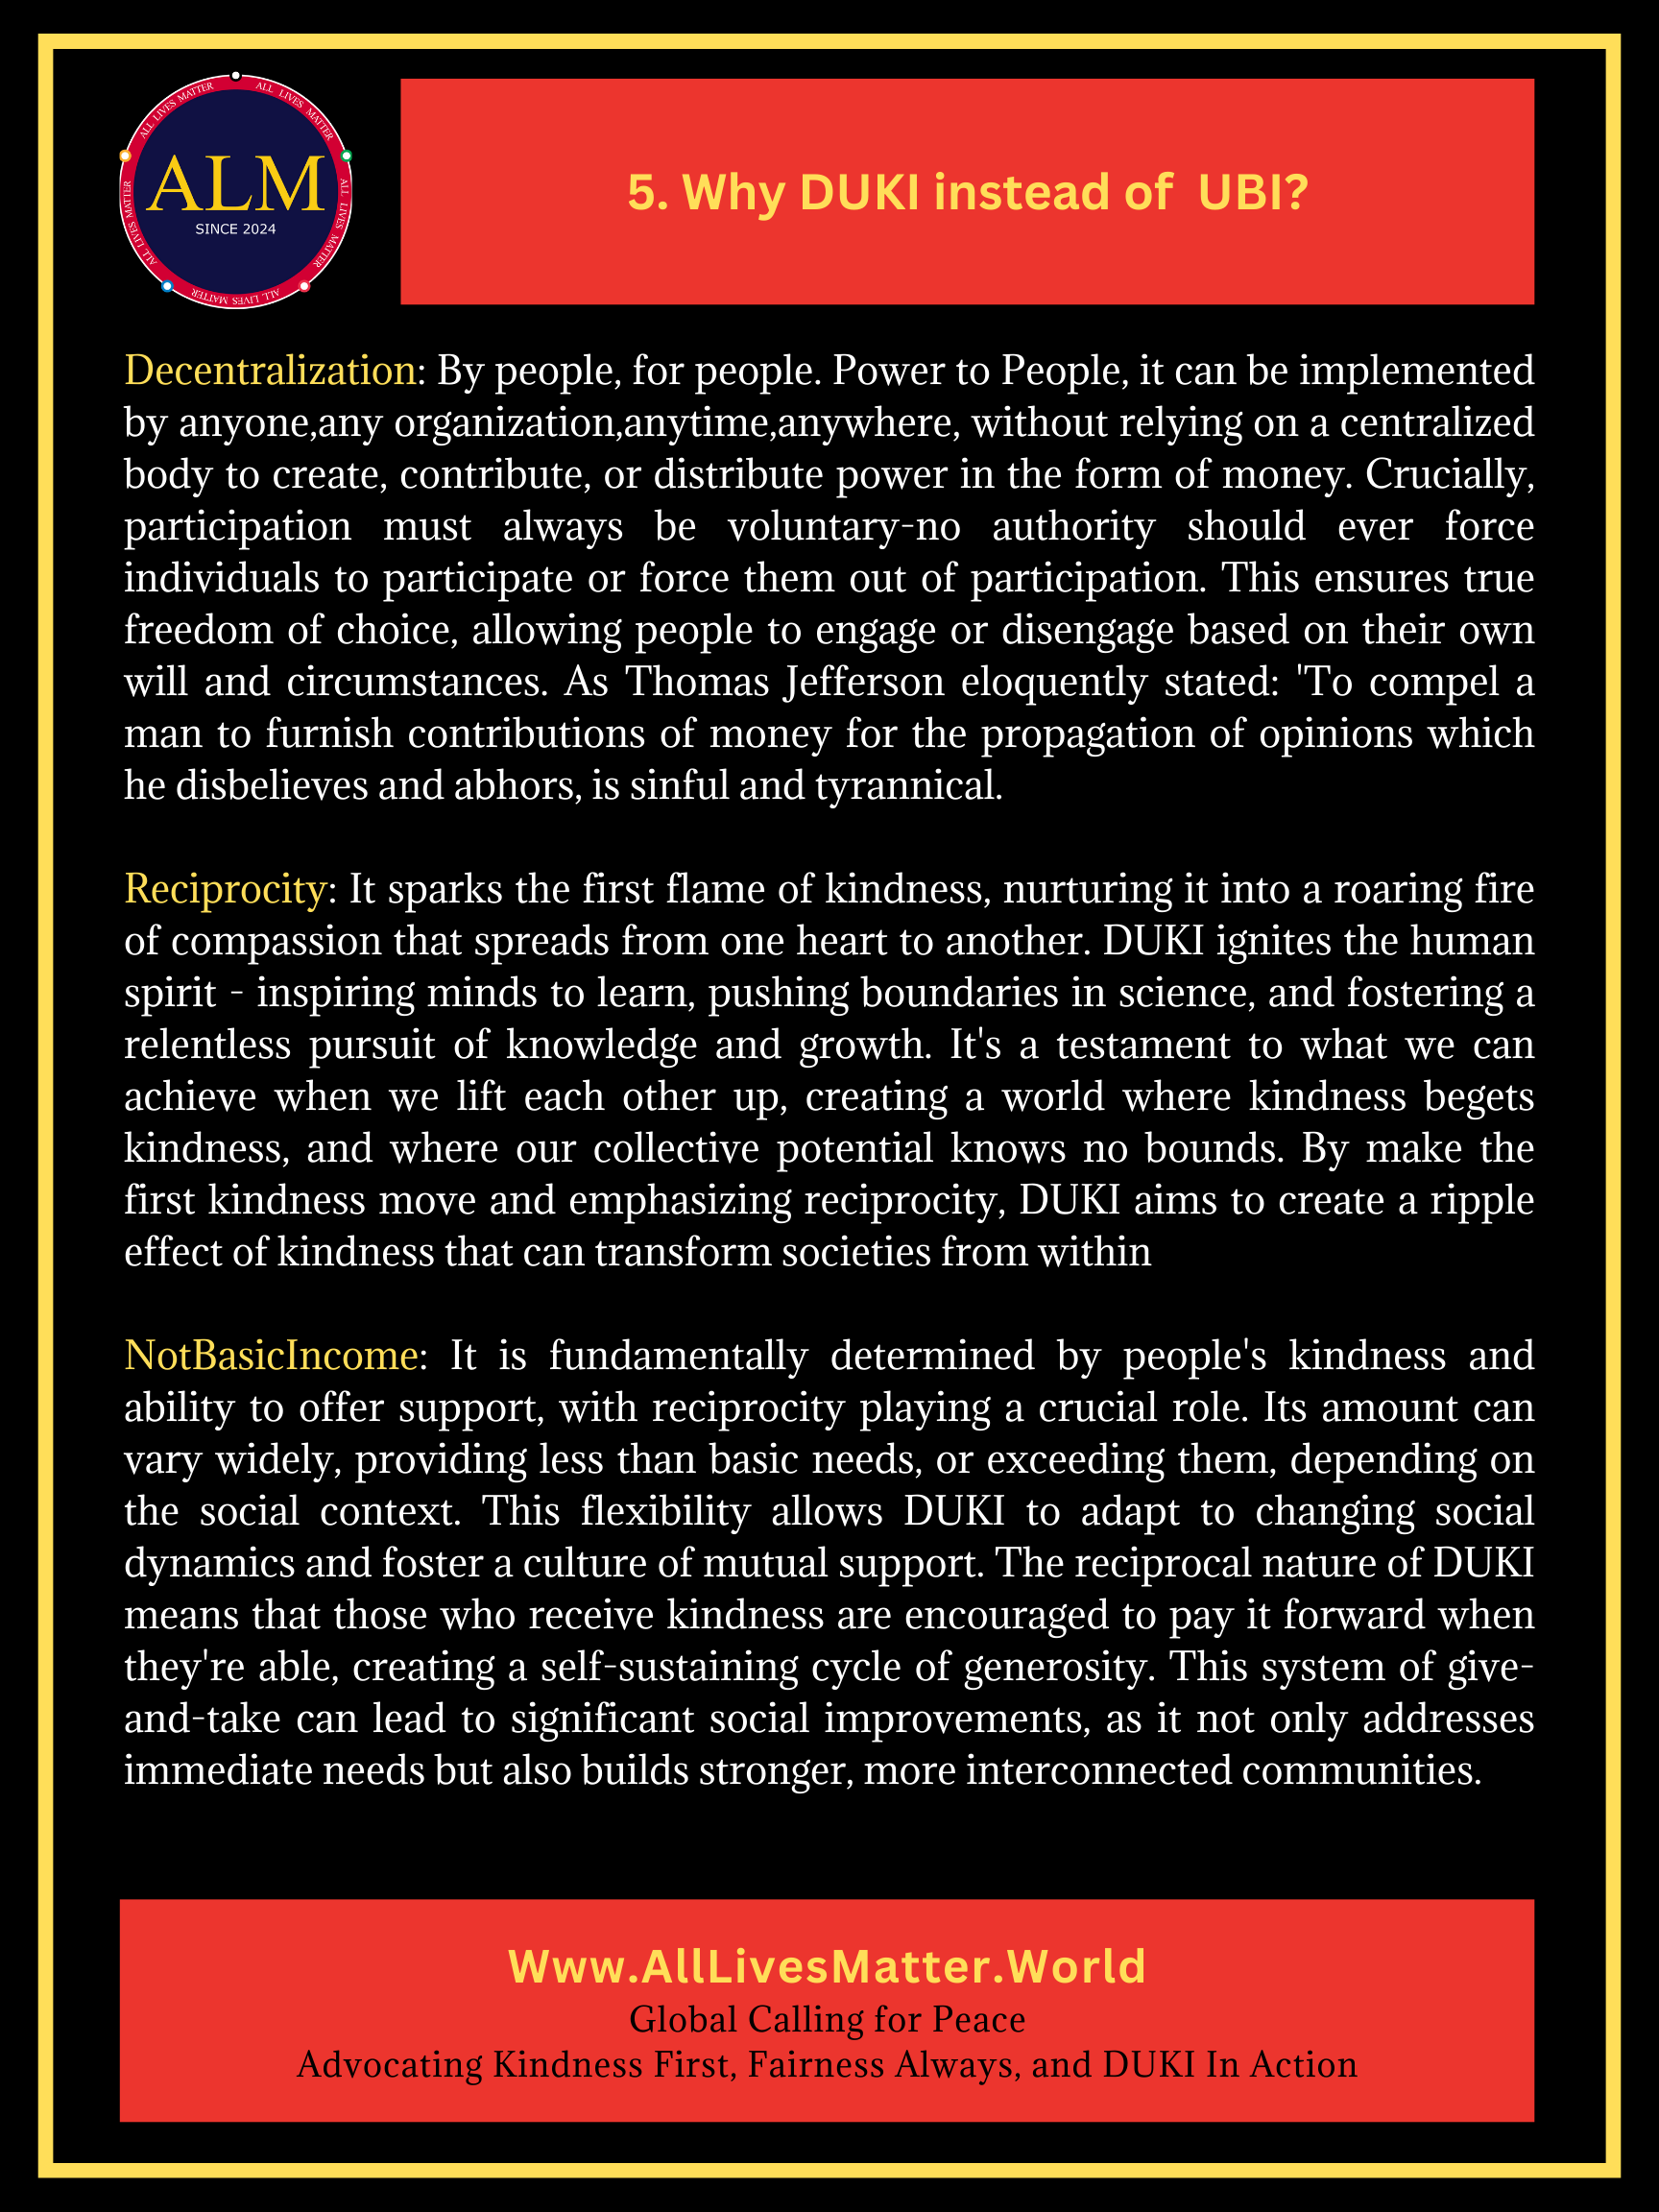 ALL LIVES MATTER
ALL LIVES MATTER
ALL LIVES MATTER
ALL LIVES MATTER
ALL LIVES MATTER
ALM
SINCE 2024
5. Why DUKI instead of UBI?
Decentralization: By people, for people. Power to People, it can be implemented
by anyone,any organization,anytime,anywhere, without relying on a centralized
body to create, contribute, or distribute power in the form of money. Crucially,
participation must always be voluntary-no authority should ever force
individuals to participate or force them out of participation. This ensures true
freedom of choice, allowing people to engage or disengage based on their own
will and circumstances. As Thomas Jefferson eloquently stated: 'To compel a
man to furnish contributions of money for the propagation of opinions which
he disbelieves and abhors, is sinful and tyrannical.
Reciprocity: It sparks the first flame of kindness, nurturing it into a roaring fire
of compassion that spreads from one heart to another. DUKI ignites the human
spirit - inspiring minds to learn, pushing boundaries in science, and fostering a
relentless pursuit of knowledge and growth. It's a testament to what we can
achieve when we lift each other up, creating a world where kindness begets
kindness, and where our collective potential knows no bounds. By make the
first kindness move and emphasizing reciprocity, DUKI aims to create a ripple
effect of kindness that can transform societies from within
NotBasicIncome: It is fundamentally determined by people's kindness and
ability to offer support, with reciprocity playing a crucial role. Its amount can
vary widely, providing less than basic needs, or exceeding them, depending on
the social context. This flexibility allows DUKI to adapt to changing social
dynamics and foster a culture of mutual support. The reciprocal nature of DUKI
means that those who receive kindness are encouraged to pay it forward when
they're able, creating a self-sustaining cycle of generosity. This system of give-
and-take can lead to significant social improvements, as it not only addresses
immediate needs but also builds stronger, more interconnected communities.
Www.AllLivesMatter.World
Global Calling for Peace
Advocating Kindness First, Fairness Always, and DUKI In Action